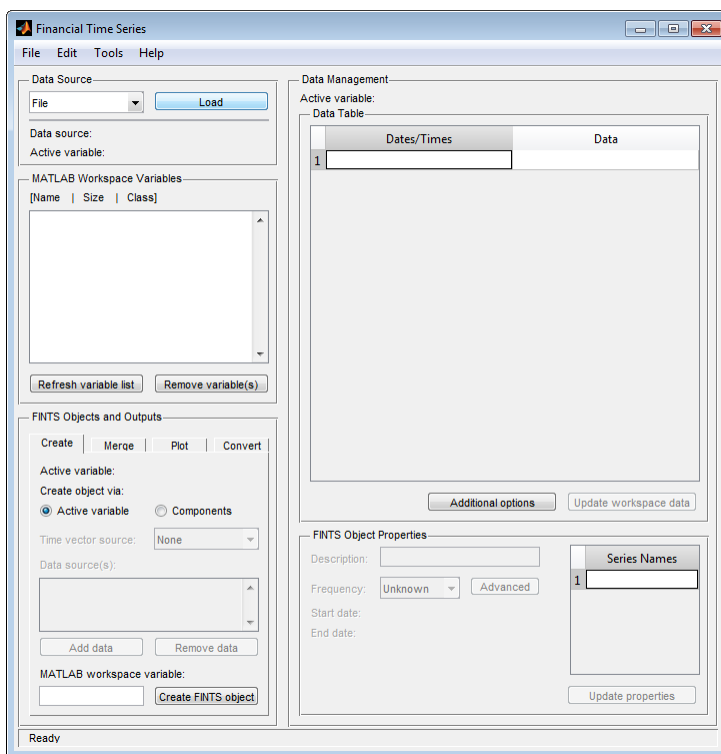 Financial Time Series
File Edit Tools Help
Data Source
File Load
Data source:
Active variable:
MATLAB Workspace Variables
[Name | Size | Class]
Refresh variable list Remove variable(s)
FINTS Objects and Outputs
Create Merge Plot Convert
Active variable:
Create object via:
Active variable Components
Time vector source: None
Data source(s):
Add data Remove data
MATLAB workspace variable:
Create FINTS object
Data Management
Active variable:
Data Table
Dates/Times Data
1
Additional options Update workspace data
FINTS Object Properties
Description:
Frequency: Unknown Advanced
Start date:
End date:
Series Names
1
Update properties
Ready